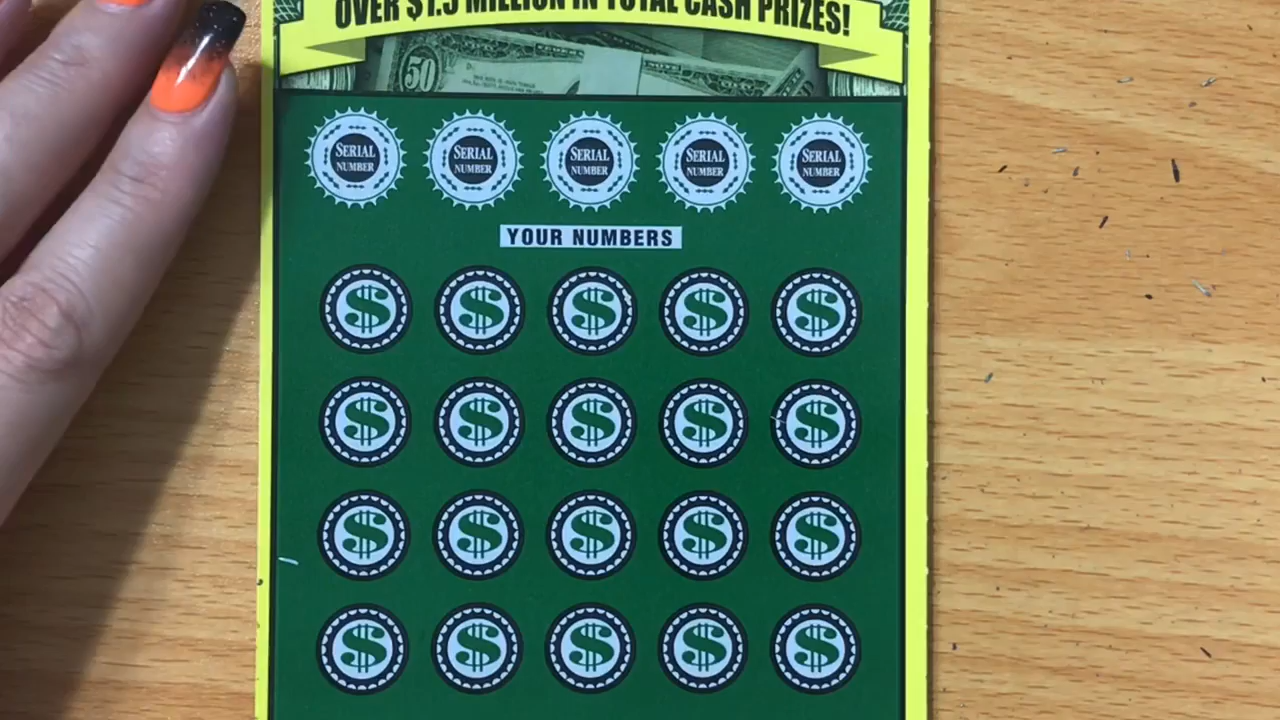 OVER $1.5 MILLION IN TOTAL CASH PRIZES!
50
SERIAL NUMBER SERIAL NUMBER SERIAL NUMBER SERIAL NUMBER SERIAL NUMBER
YOUR NUMBERS
$ $ $ $ $
$ $ $ $ $
$ $ $ $ $
$ $ $ $ $